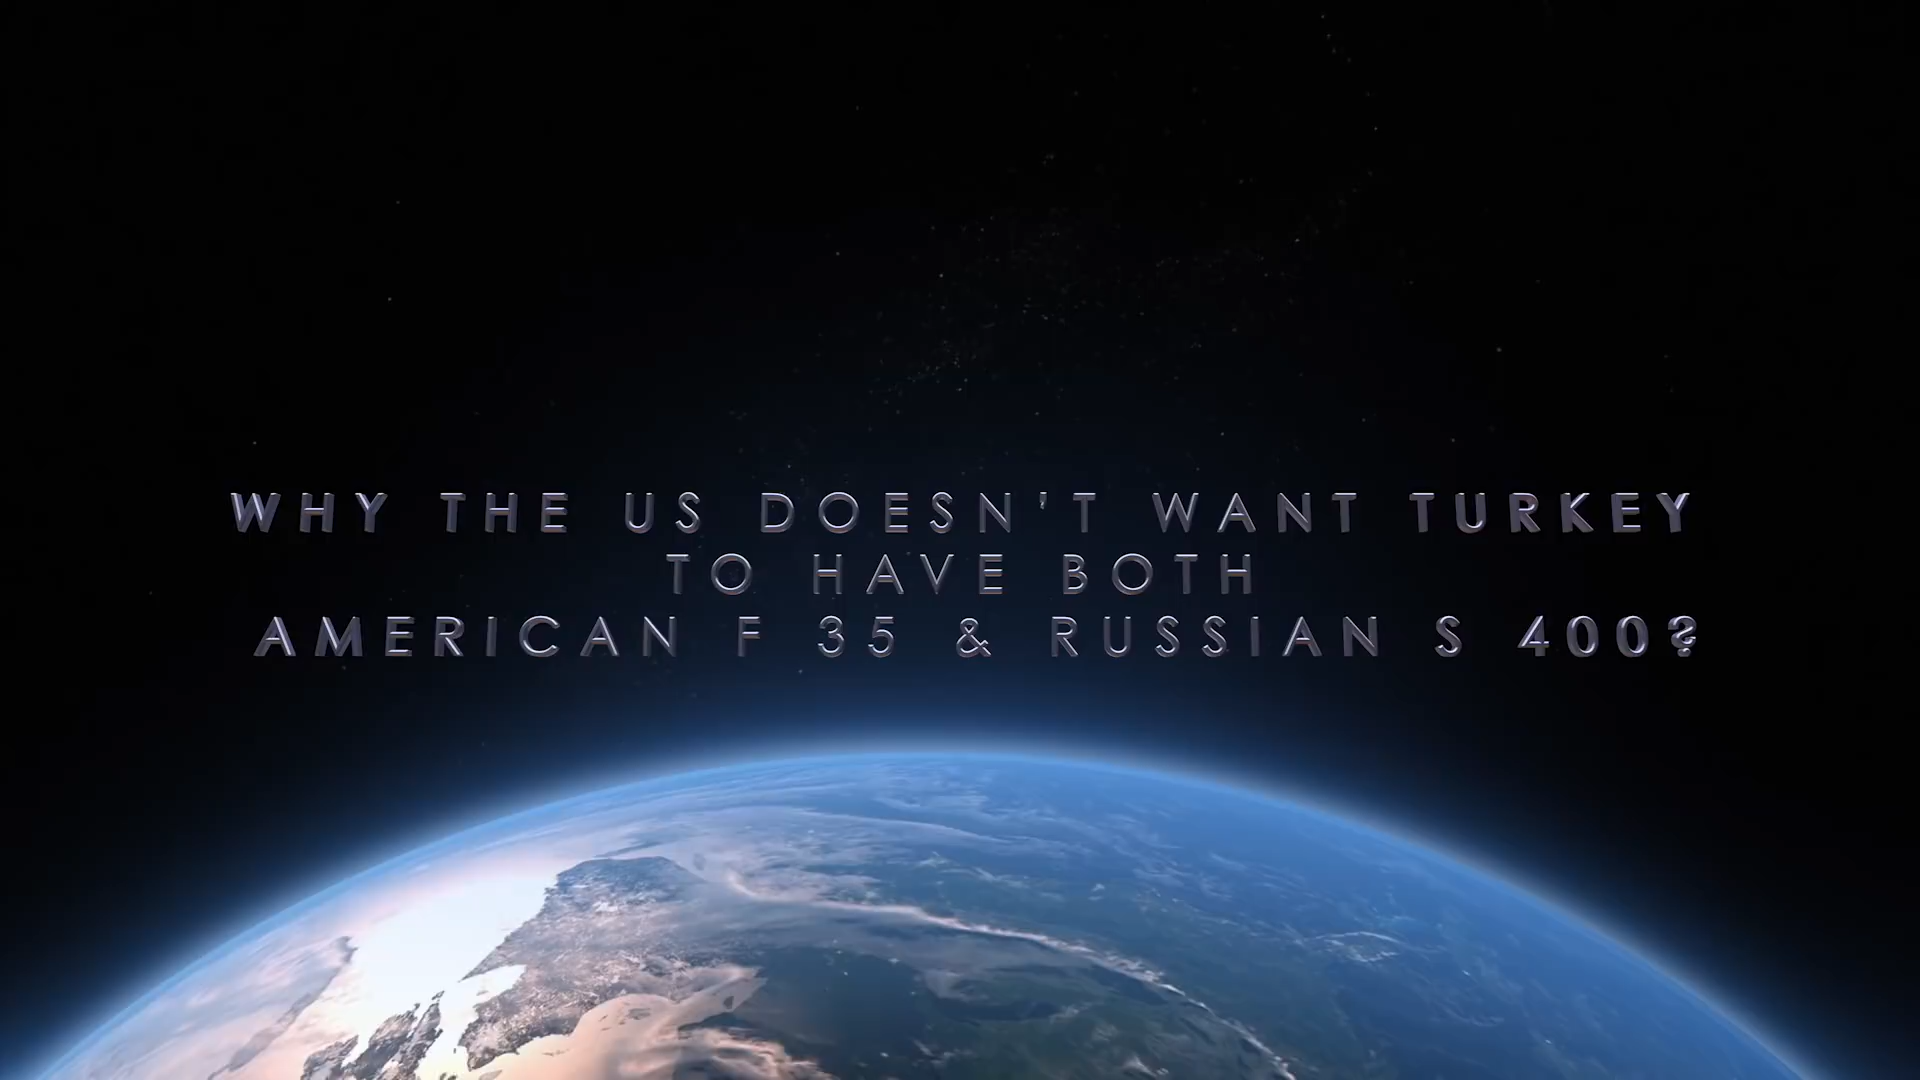 WHY THE US DOESN'T WANT TURKEY
TO HAVE BOTH
AMERICAN F 35 & RUSSIAN S 400?